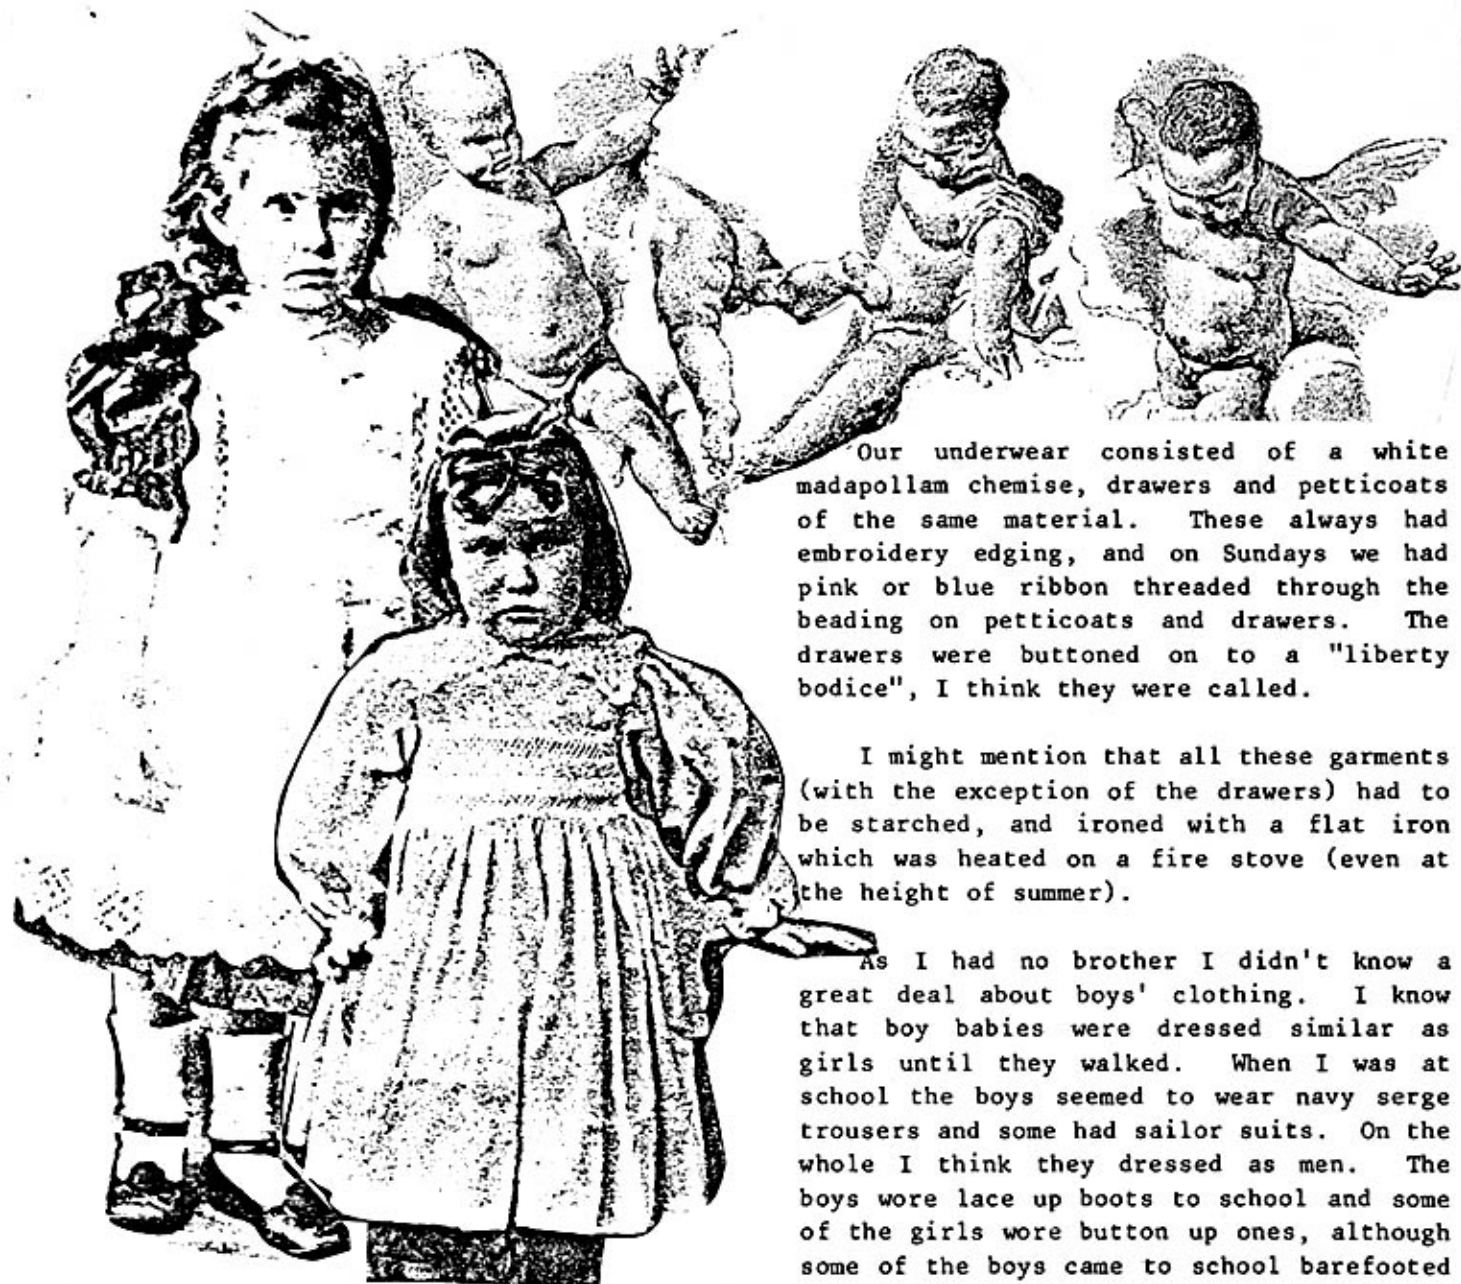 Our underwear consisted of a white
madapollam chemise, drawers and petticoats
of the same material. These always had
embroidery edging, and on Sundays we had
pink or blue ribbon threaded through the
beading on petticoats and drawers. The
drawers were buttoned on to a "liberty
bodice", I think they were called.
I might mention that all these garments
(with the exception of the drawers) had to
be starched, and ironed with a flat iron
which was heated on a fire stove (even at
the height of summer).
As I had no brother I didn't know a
great deal about boys' clothing. I know
that boy babies were dressed similar as
girls until they walked. When I was at
school the boys seemed to wear navy serge
trousers and some had sailor suits. On the
whole I think they dressed as men. The
boys wore lace up boots to school and some
of the girls wore button up ones, although
some of the boys came to school barefooted